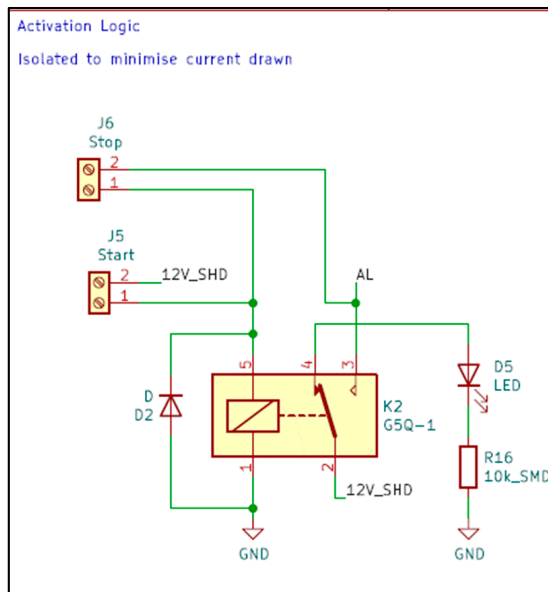 Activation Logic
Isolated to minimise current drawn
J6
Stop
2
1
J5
Start
2
12V_SHD
1
AL
5
4
3
D
D2
K2
G5Q-1
D5
LED
R16
10k_SMD
1
2
12V_SHD
GND
GND